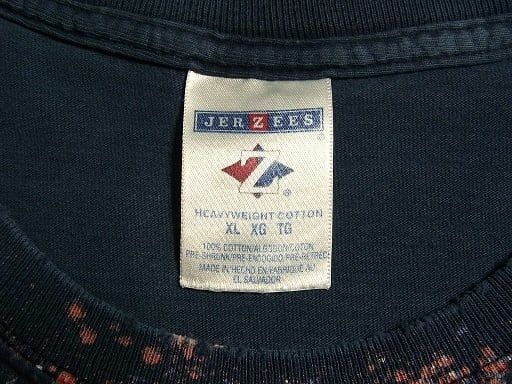 JERZEES
Z
®
HEAVYWEIGHT COTTON
XL XG TG
100% COTTON/ALGODON/COTON
PRE-SHRUNK/PRE-ENCOGIDO/PRE-RETREC
MADE IN/HECHO EN/FABRIQUE AU
EL SALVADOR